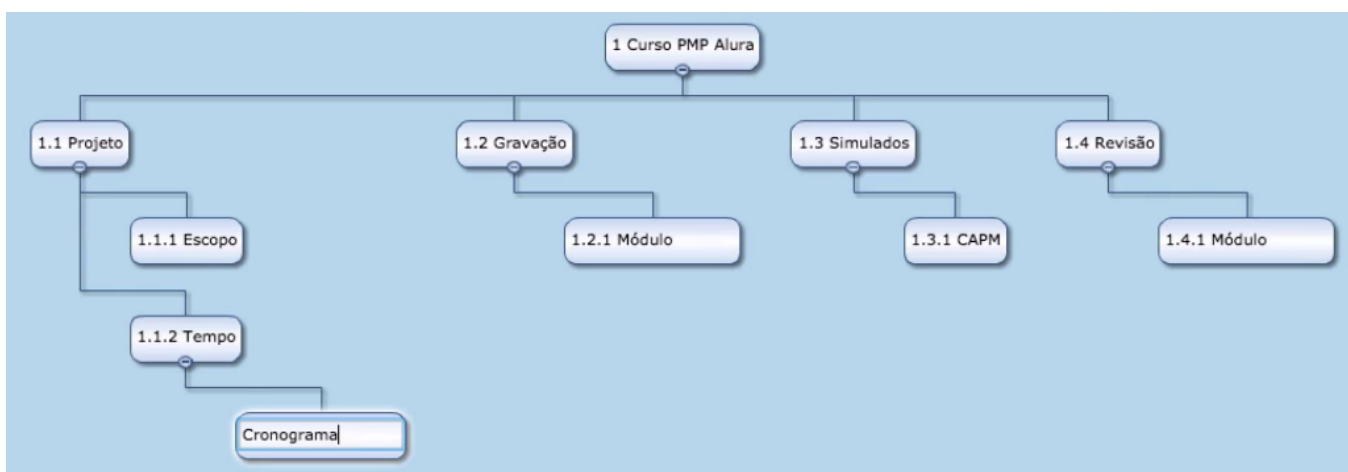 1 Curso PMP Alura
1.1 Projeto
1.2 Gravação
1.3 Simulados
1.4 Revisão
1.1.1 Escopo
1.2.1 Módulo
1.3.1 CAPM
1.4.1 Módulo
1.1.2 Tempo
Cronograma